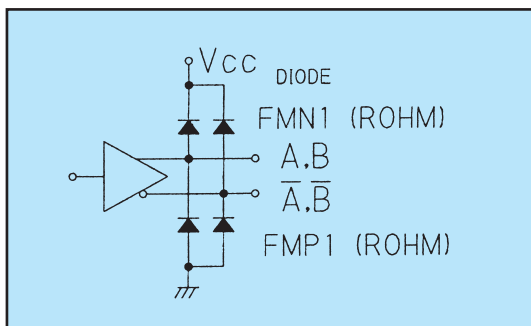 VCC
DIODE
FMN1 (ROHM)
A,B
A̅,B̅
FMP1 (ROHM)